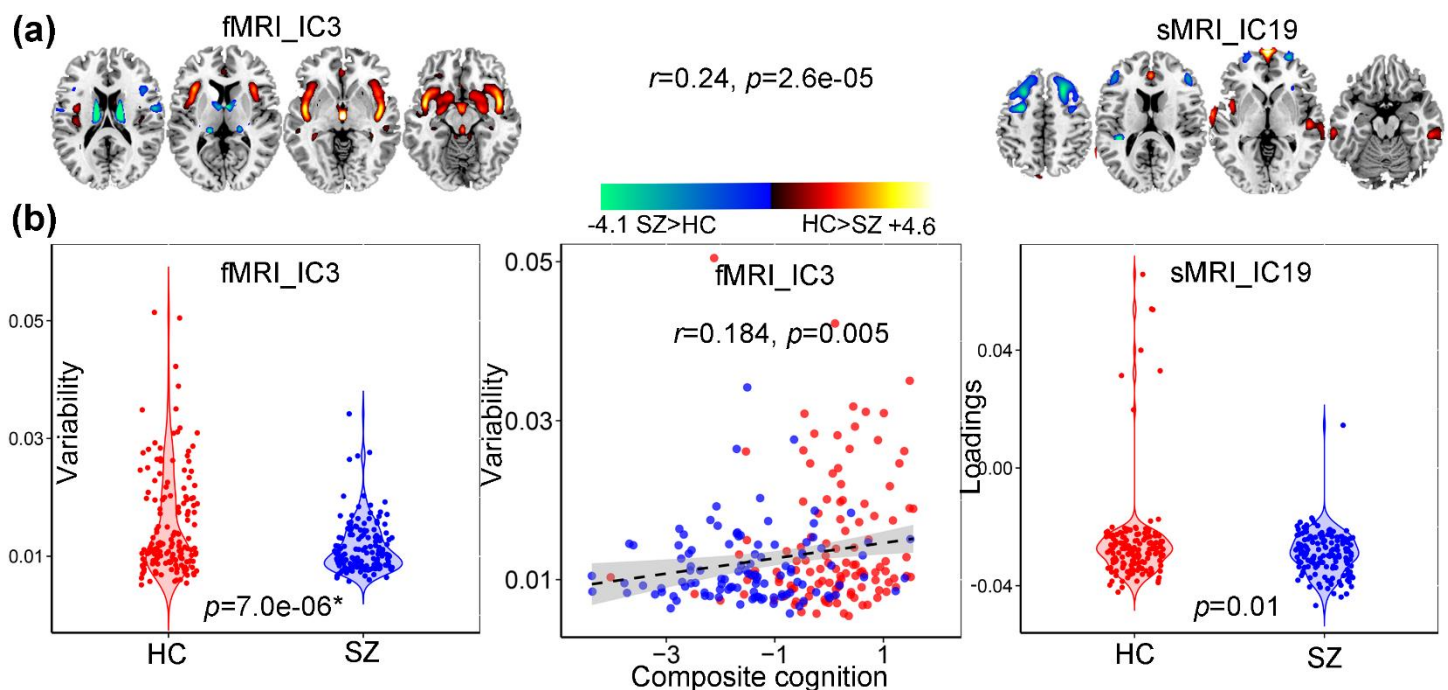 (a)
fMRI_IC3
r=0.24, p=2.6e-05
sMRI_IC19
-4.1 SZ>HC
HC>SZ +4.6
(b)
fMRI_IC3
Variability
0.05
0.03
0.01
p=7.0e-06*
HC
SZ
fMRI_IC3
r=0.184, p=0.005
Variability
0.05
0.03
0.01
−3
−1
1
Composite cognition
sMRI_IC19
Loadings
0.04
0.00
−0.04
p=0.01
HC
SZ